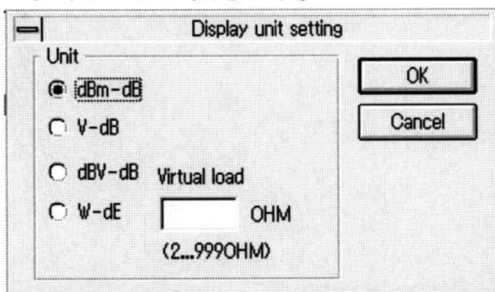 Display unit setting
Unit
dBm-dB
OK
V-dB
Cancel
dBV-dB
Virtual load
W-dE
OHM
(2...999OHM)